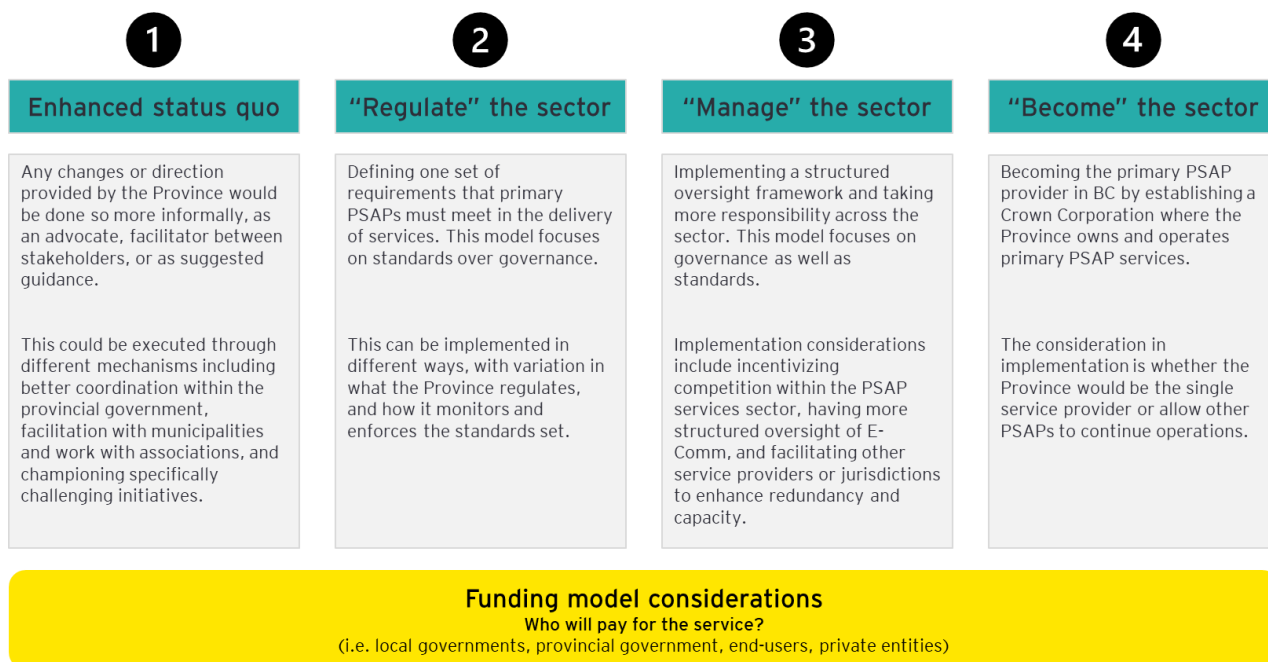 1
Enhanced status quo
Any changes or direction
provided by the Province would
be done so more informally, as
an advocate, facilitator between
stakeholders, or as suggested
guidance.
This could be executed through
different mechanisms including
better coordination within the
provincial government,
facilitation with municipalities
and work with associations, and
championing specifically
challenging initiatives.
2
“Regulate” the sector
Defining one set of
requirements that primary
PSAPs must meet in the delivery
of services. This model focuses
on standards over governance.
This can be implemented in
different ways, with variation in
what the Province regulates,
and how it monitors and
enforces the standards set.
3
“Manage” the sector
Implementing a structured
oversight framework and taking
more responsibility across the
sector. This model focuses on
governance as well as
standards.
Implementation considerations
include incentivizing
competition within the PSAP
services sector, having more
structured oversight of E-
Comm, and facilitating other
service providers or jurisdictions
to enhance redundancy and
capacity.
4
“Become” the sector
Becoming the primary PSAP
provider in BC by establishing a
Crown Corporation where the
Province owns and operates
primary PSAP services.
The consideration in
implementation is whether the
Province would be the single
service provider or allow other
PSAPs to continue operations.
Funding model considerations
Who will pay for the service?
(i.e. local governments, provincial government, end-users, private entities)